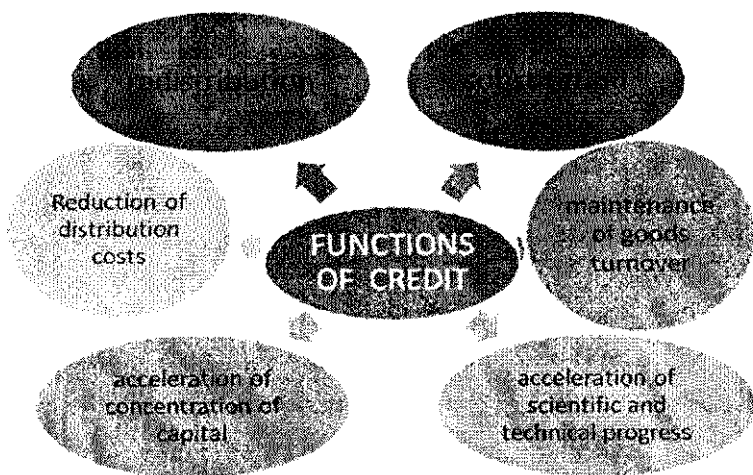 Reduction of
distribution
costs
FUNCTIONS
OF CREDIT
maintenance
of goods
turnover
acceleration of
concentration of
capital
acceleration of
scientific and
technical progress